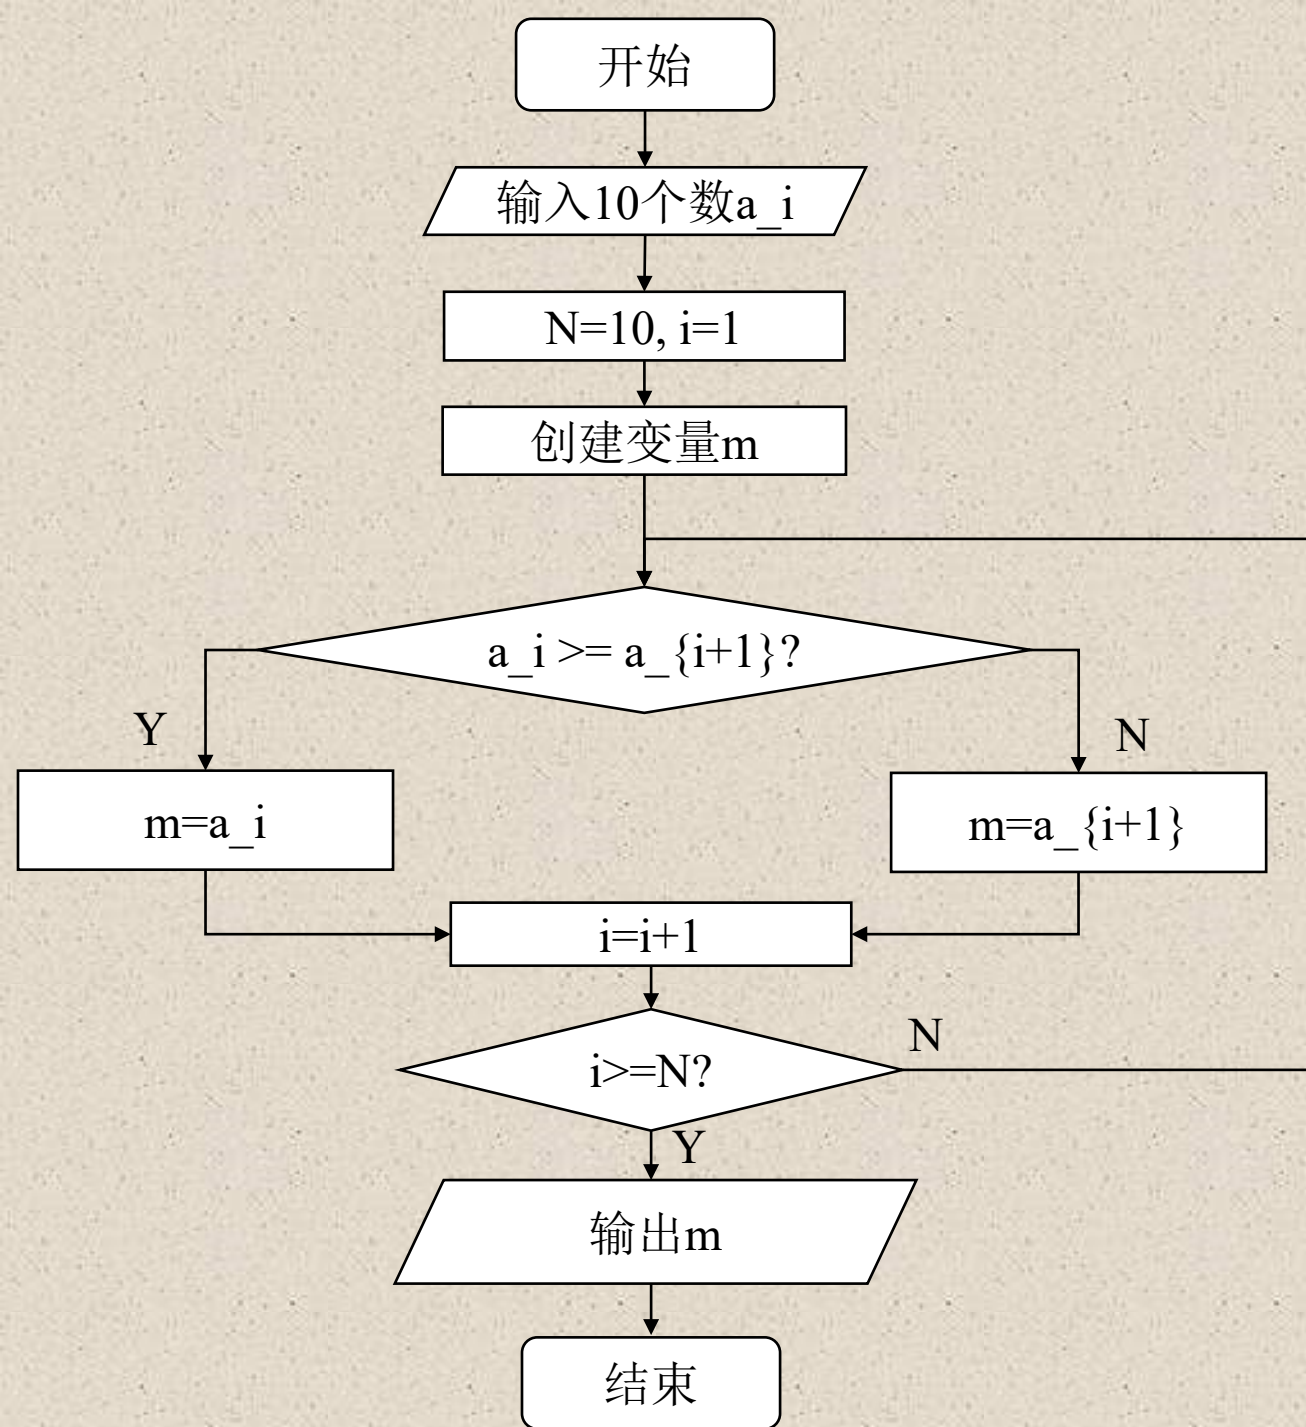 开始
输入10个数a_i
N=10, i=1
创建变量m
a_i >= a_{i+1}?
Y
N
m=a_i
m=a_{i+1}
i=i+1
N
i>=N?
Y
输出m
结束